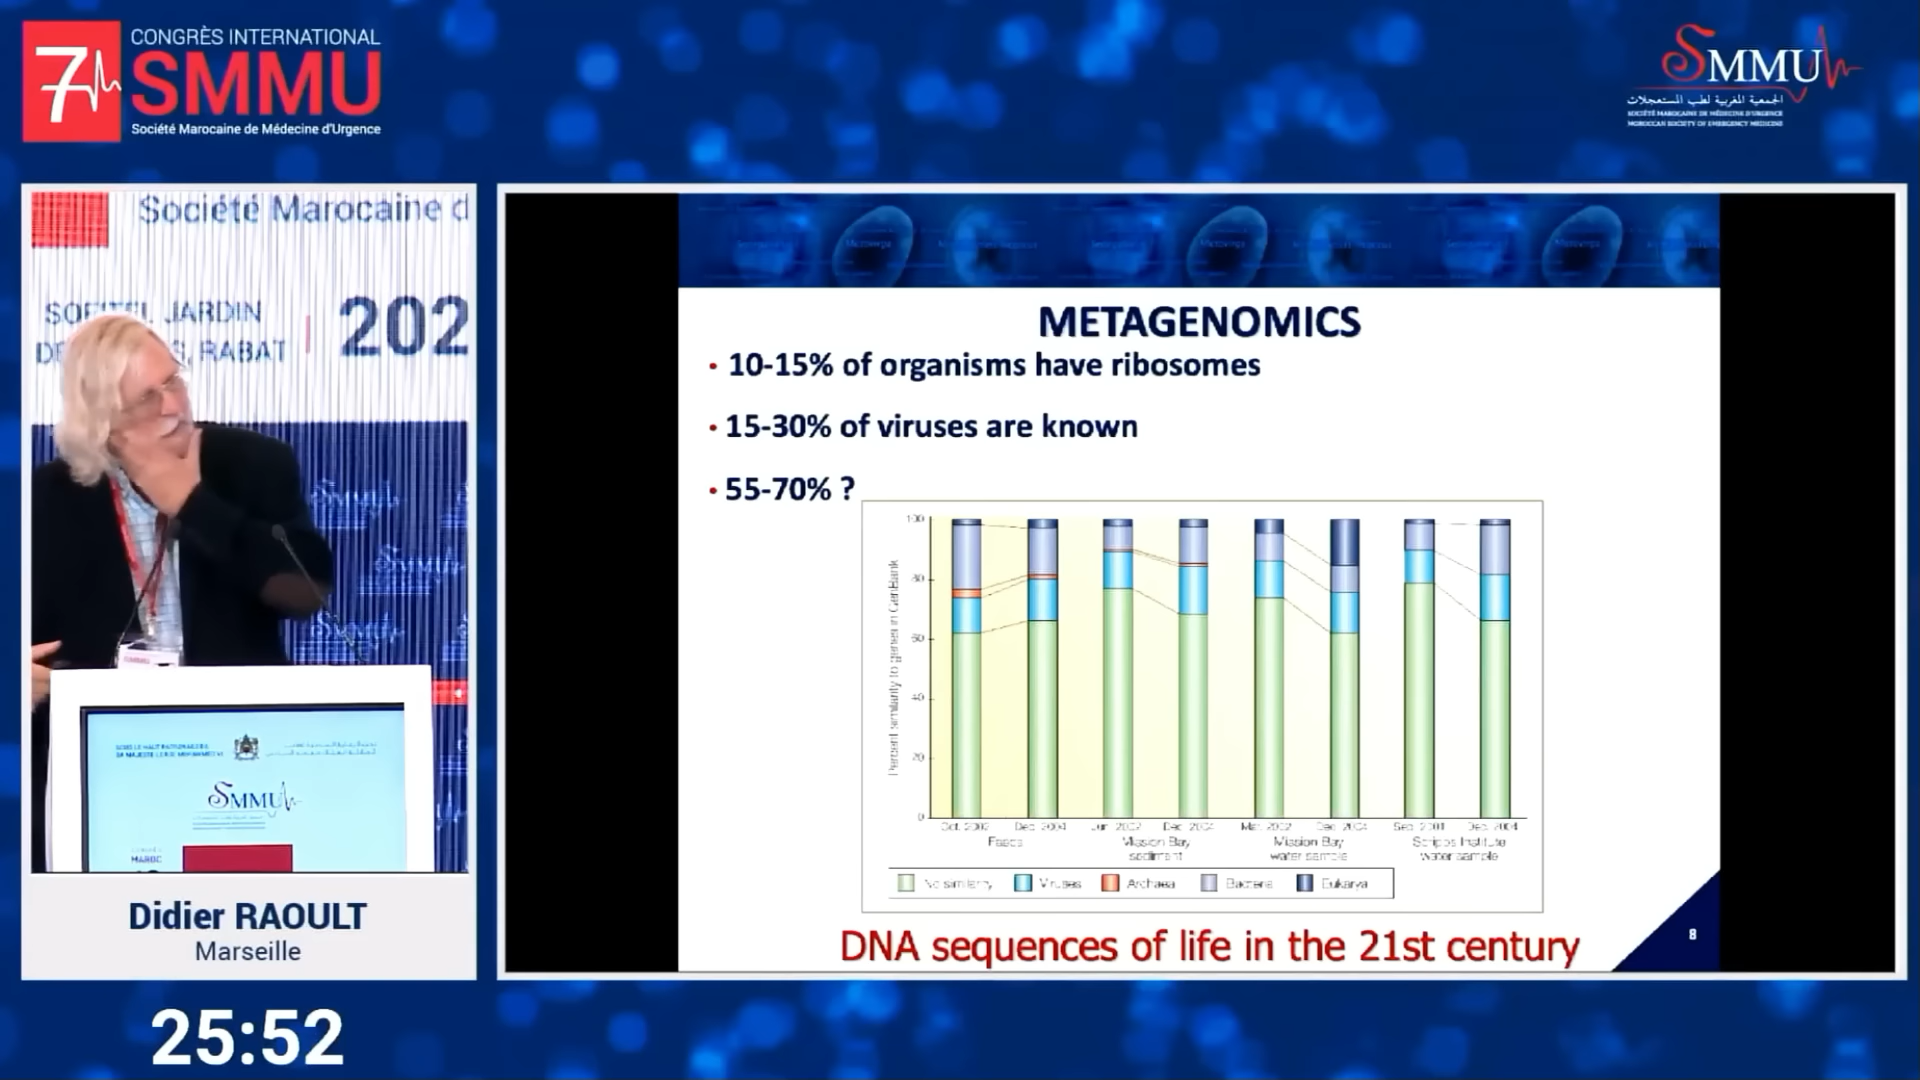 7
CONGRÈS INTERNATIONAL
SMMU
Société Marocaine de Médecine d'Urgence
SMMU
الجمعية المغربية لطب المستعجلات
SOCIÉTÉ MAROCAINE DE MÉDECINE D'URGENCE
MOROCCAN SOCIETY OF EMERGENCY MEDICINE
Société Marocaine d
SOFITEL JARDIN
RABAT
202
SMMU
MAROC
Didier RAOULT
Marseille
25:52
METAGENOMICS
• 10-15% of organisms have ribosomes
• 15-30% of viruses are known
• 55-70% ?
Percent similarity to genes in GenBank
100
80
60
40
20
0
Oct. 2002
Dec. 2004
Jun. 2002
Dec. 2004
Mar. 2002
Dec. 2004
Sep. 2001
Dec. 2004
Feces
Mission Bay
sediment
Mission Bay
water sample
Scripps Institute
water sample
No similarity
Viruses
Archaea
Bacteria
Eukarya
DNA sequences of life in the 21st century
8